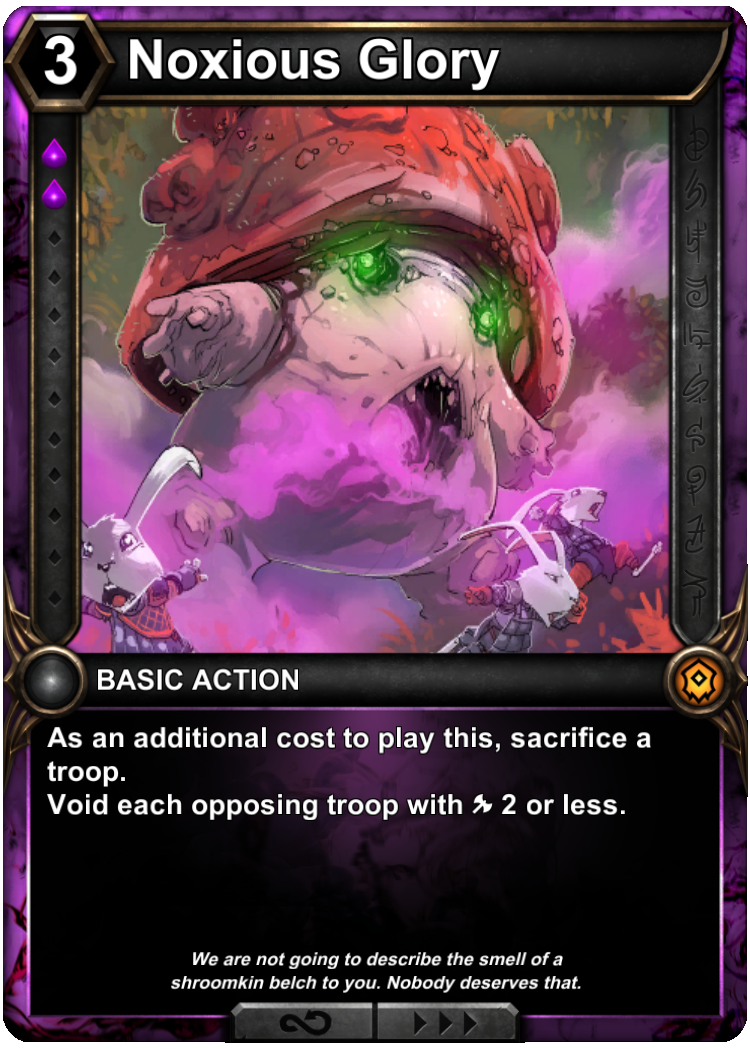 3 Noxious Glory
BASIC ACTION
As an additional cost to play this, sacrifice a
troop.
Void each opposing troop with 2 or less.
We are not going to describe the smell of a
shroomkin belch to you. Nobody deserves that.